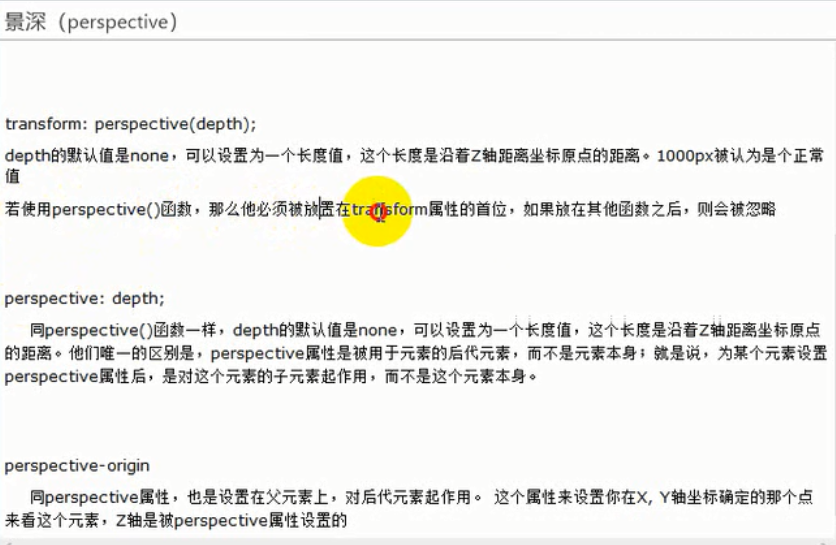 景深（perspective）
transform: perspective(depth);
depth的默认值是none，可以设置为一个长度值，这个长度是沿着Z轴距离坐标原点的距离。1000px被认为是个正常
值
若使用perspective()函数，那么他必须被放置在transform属性的首位，如果放在其他函数之后，则会被忽略
perspective: depth;
同perspective()函数一样，depth的默认值是none，可以设置为一个长度值，这个长度是沿着Z轴距离坐标原点
的距离。他们唯一的区别是，perspective属性是被用于元素的后代元素，而不是元素本身；就是说，为某个元素设置
perspective属性后，是对这个元素的子元素起作用，而不是这个元素本身。
perspective-origin
同perspective属性，也是设置在父元素上，对后代元素起作用。 这个属性来设置你在X, Y轴坐标确定的那个点
来看这个元素，Z轴是被perspective属性设置的